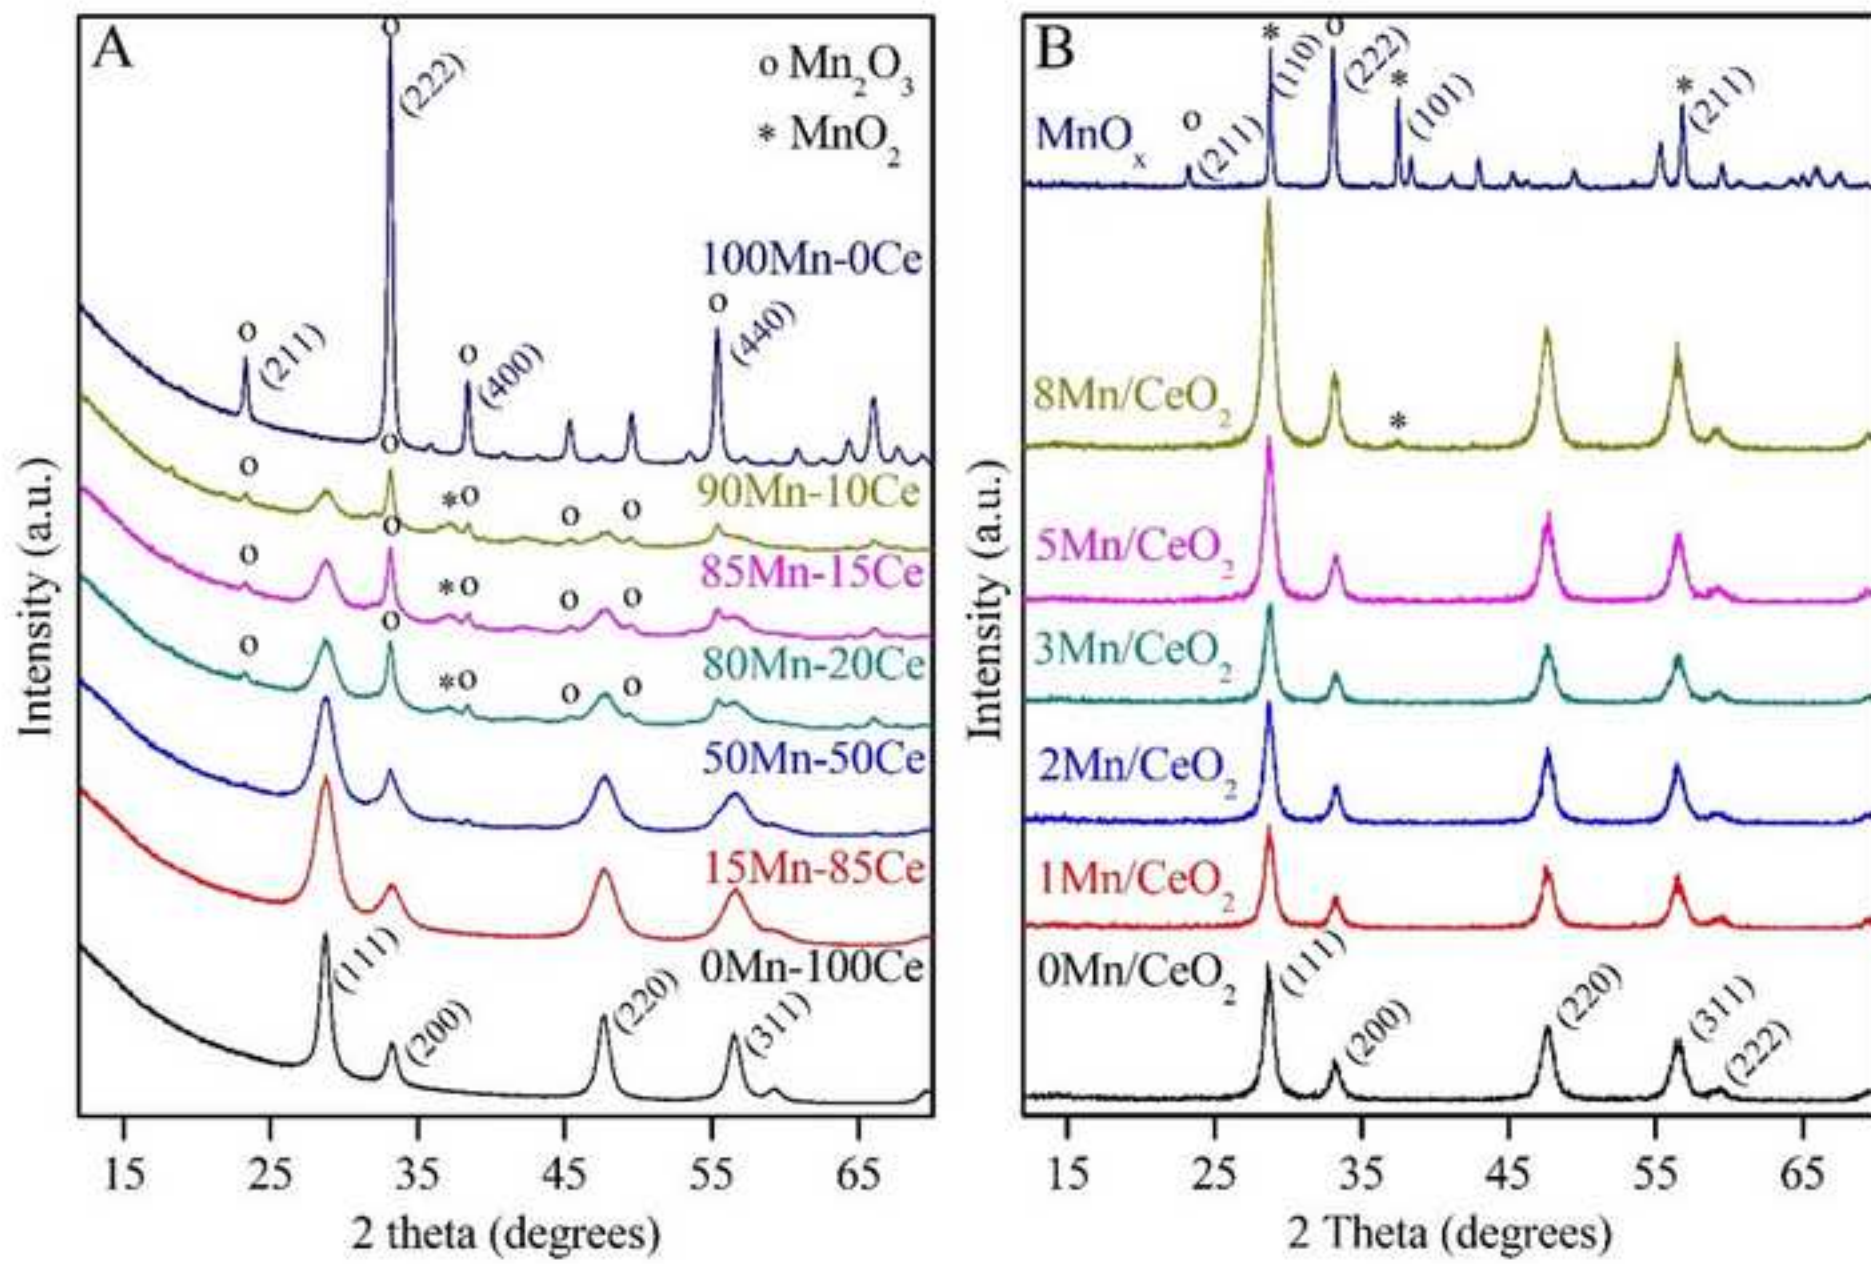 A
o Mn2O3
* MnO2
o
(222)
100Mn-0Ce
o
(211)
o
(400)
o
(440)
90Mn-10Ce
o
o
*o
o
o
85Mn-15Ce
o
o
*o
o
o
80Mn-20Ce
o
o
*o
o
o
50Mn-50Ce
15Mn-85Ce
0Mn-100Ce
(111)
(200)
(220)
(311)
Intensity (a.u.)
15 25 35 45 55 65
2 theta (degrees)
B
MnOx
o
(211)
*
(110)
o
(222)
*
(101)
*
(211)
8Mn/CeO2
*
5Mn/CeO2
3Mn/CeO2
2Mn/CeO2
1Mn/CeO2
0Mn/CeO2
(111)
(200)
(220)
(311)
(222)
Intensity (a.u.)
15 25 35 45 55 65
2 Theta (degrees)